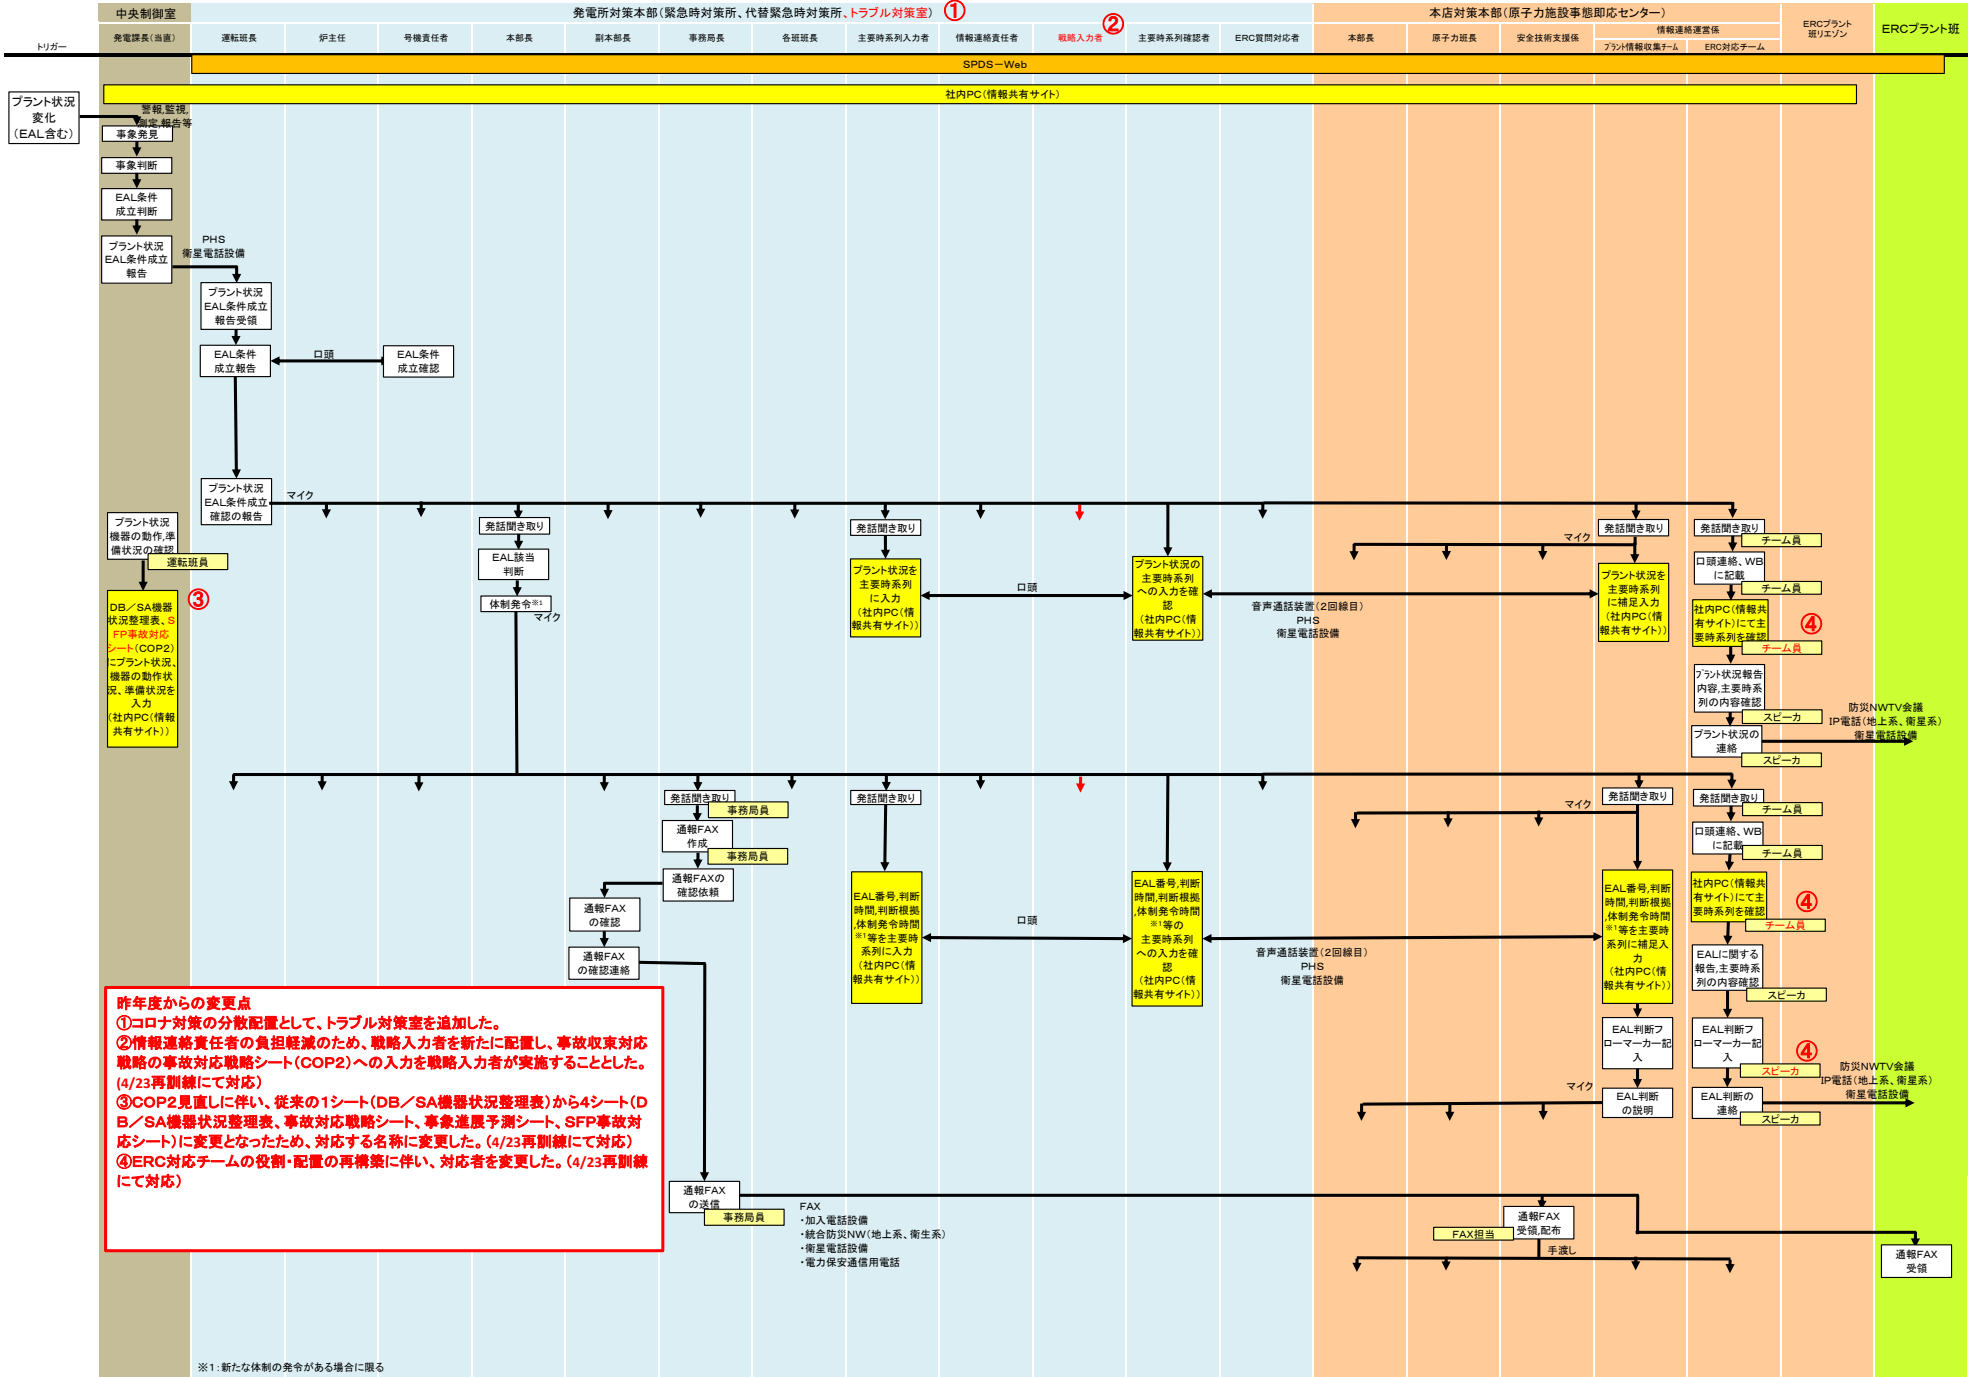 中央制御室
発電所対策本部(緊急時対策所、代替緊急時対策所、トラブル対策室) ①
本店対策本部(原子力施設事態即応センター)
ERCプラント
班リエゾン
ERCプラント班
トリガー
発電課長(当直)
運転班長
炉主任
号機責任者
本部長
副本部長
事務局長
各班班長
主要時系列入力者
情報連絡責任者
戦略入力者
②
主要時系列確認者
ERC質問対応者
本部長
原子力班長
安全技術支援係
情報連絡運営係
プラント情報収集チーム
ERC対応チーム
SPDS-Web
社内PC(情報共有サイト)
プラント状況
変化
(EAL含む)
警報,監視,
測定,報告等
事象発見
事象判断
EAL条件
成立判断
プラント状況
EAL条件成立
報告
PHS
衛星電話設備
プラント状況
EAL条件成立
報告受領
EAL条件
成立報告
口頭
EAL条件
成立確認
プラント状況
EAL条件成立
確認の報告
マイク
プラント状況
機器の動作,準
備状況の確認
運転班員
DB/SA機器
状況整理表、S
FP事故対応
シート(COP2)
にプラント状況、
機器の動作状
況、準備状況を
入力
(社内PC(情報
共有サイト))
③
発話聞き取り
EAL該当
判断
体制発令※1
マイク
発話聞き取り
プラント状況を
主要時系列
に入力
(社内PC(情
報共有サイト))
口頭
プラント状況の
主要時系列
への入力を確
認
(社内PC(情
報共有サイト))
音声通話装置(2回線目)
PHS
衛星電話設備
マイク
発話聞き取り
プラント状況を
主要時系列
に補足入力
(社内PC(情
報共有サイト))
発話聞き取り
チーム員
口頭連絡、WB
に記載
チーム員
社内PC(情報共
有サイト)にて主
要時系列を確認
④
チーム員
プラント状況報告
内容,主要時系
列の内容確認
スピーカ
プラント状況の
連絡
スピーカ
防災NWTV会議
IP電話(地上系、衛星系)
衛星電話設備
発話聞き取り
事務局員
通報FAX
作成
事務局員
通報FAXの
確認依頼
通報FAX
の確認
通報FAX
の確認連絡
発話聞き取り
EAL番号,判断
時間,判断根拠
,体制発令時間
※1等を主要時
系列に入力
(社内PC(情
報共有サイト))
口頭
EAL番号,判断
時間,判断根拠
,体制発令時間
※1等の
主要時系列
への入力を確
認
(社内PC(情
報共有サイト))
音声通話装置(2回線目)
PHS
衛星電話設備
マイク
発話聞き取り
EAL番号,判断
時間,判断根拠
,体制発令時間
※1等を主要時
系列に補足入
力
(社内PC(情
報共有サイト))
EAL判断フ
ローマーカー記
入
マイク
EAL判断
の説明
発話聞き取り
チーム員
口頭連絡、WB
に記載
チーム員
社内PC(情報共
有サイト)にて主
要時系列を確認
④
チーム員
EALに関する
報告,主要時系
列の内容確認
スピーカ
EAL判断フ
ローマーカー記
入
④
スピーカ
EAL判断の
連絡
スピーカ
防災NWTV会議
IP電話(地上系、衛星系)
衛星電話設備
昨年度からの変更点
①コロナ対策の分散配置として、トラブル対策室を追加した。
②情報連絡責任者の負担軽減のため、戦略入力者を新たに配置し、事故収束対応
戦略の事故対応戦略シート(COP2)への入力を戦略入力者が実施することとした。
(4/23再訓練にて対応)
③COP2見直しに伴い、従来の1シート(DB/SA機器状況整理表)から4シート(D
B/SA機器状況整理表、事故対応戦略シート、事象進展予測シート、SFP事故対
応シート)に変更となったため、対応する名称に変更した。(4/23再訓練にて対応)
④ERC対応チームの役割・配置の再構築に伴い、対応者を変更した。(4/23再訓練
にて対応)
通報FAX
の送信
事務局員
FAX
・加入電話設備
・統合防災NW(地上系、衛生系)
・衛星電話設備
・電力保安通信用電話
通報FAX
受領,配布
FAX担当
手渡し
通報FAX
受領
※1:新たな体制の発令がある場合に限る